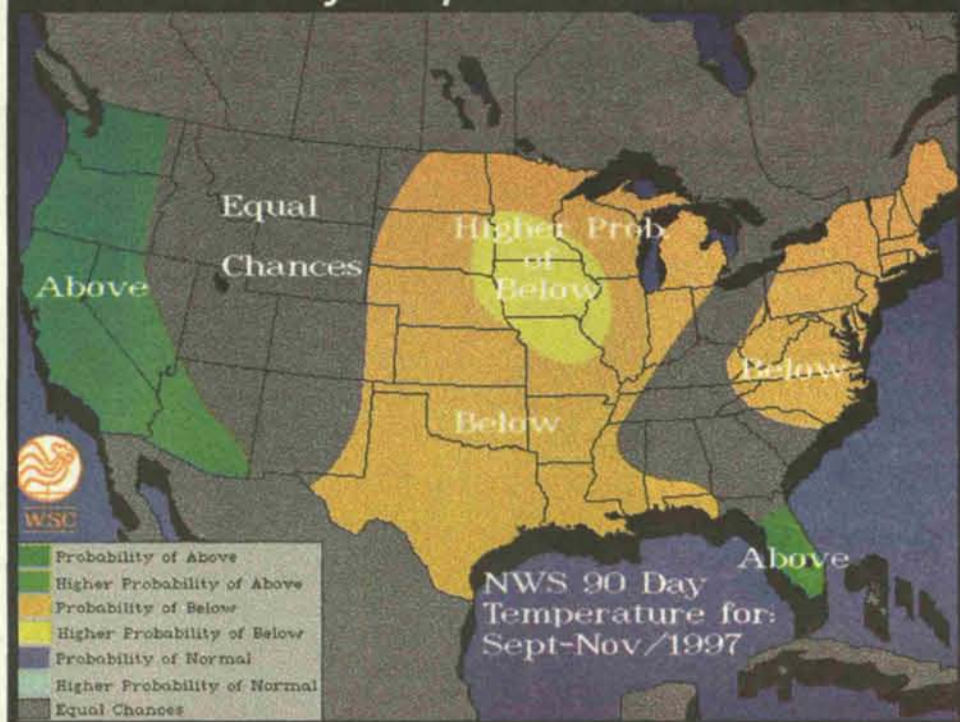 Equal
Chances
Above
Higher Prob
of
Below
Below
Below
WSC
Above
NWS 90 Day
Temperature for:
Sept-Nov/1997
Probability of Above
Higher Probability of Above
Probability of Below
Higher Probability of Below
Probability of Normal
Higher Probability of Normal
Equal Chances